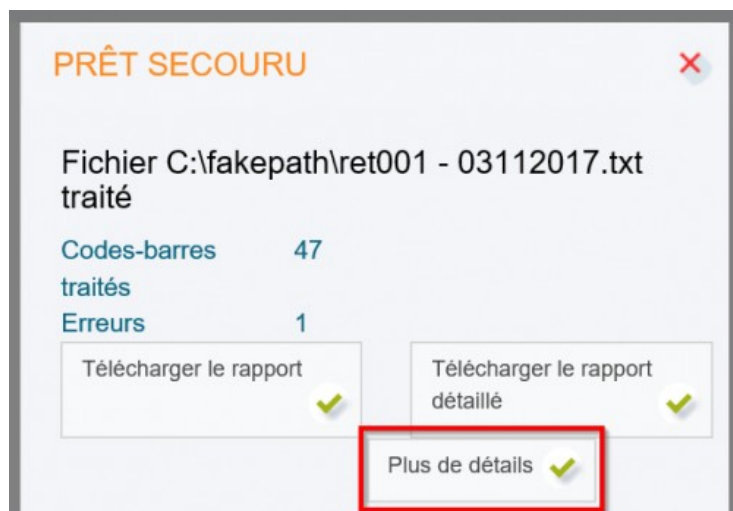 PRÊT SECOURU
Fichier C:\fakepath\ret001 - 03112017.txt
traité
Codes-barres 47
traités
Erreurs 1
Télécharger le rapport
Télécharger le rapport
détaillé
Plus de détails